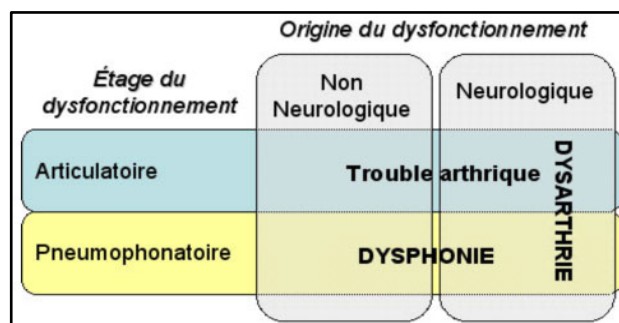 Origine du dysfonctionnement
Étage du
dysfonctionnement
Non
Neurologique
Neurologique
Articulatoire
Trouble arthrique
Pneumophonatoire
DYSPHONIE
DYSARTHRIE